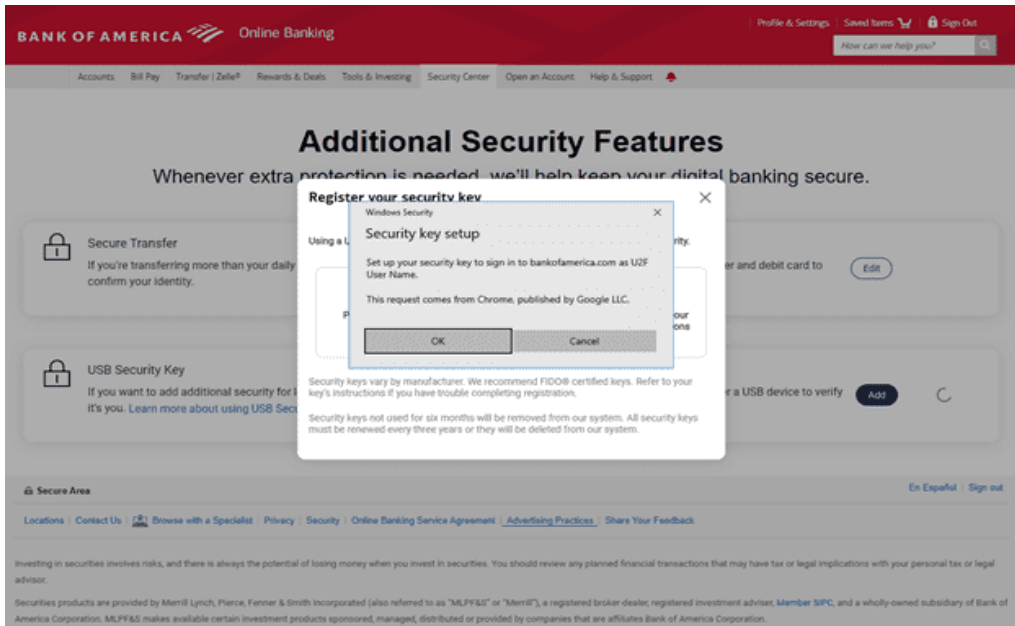 BANK OF AMERICA Online Banking
Profile & Settings Saved Items Sign Out
How can we help you?
Accounts Bill Pay Transfer | Zelle® Rewards & Deals Tools & Investing Security Center Open an Account Help & Support
Additional Security Features
Whenever extra protection is needed, we'll help keep your digital banking secure.
Register your security key
Windows Security
Security key setup
Using a
rity.
Set up your security key to sign in to bankofamerica.com as U2F
User Name.
This request comes from Chrome, published by Google LLC.
P
our
ons
OK Cancel
Security keys vary by manufacturer. We recommend FIDO® certified keys. Refer to your
key's instructions if you have trouble completing registration.
Security keys not used for six months will be removed from our system. All security keys
must be renewed every three years or they will be deleted from our system.
Secure Transfer
If you're transferring more than your daily
er and debit card to
confirm your identity.
Edit
USB Security Key
If you want to add additional security for
r a USB device to verify
it's you. Learn more about using USB Secu
Add
Secure Area
En Español Sign out
Locations Contact Us Browse with a Specialist Privacy Security Online Banking Service Agreement Advertising Practices Share Your Feedback
Investing in securities involves risks, and there is always the potential of losing money when you invest in securities. You should review any planned financial transactions that may have tax or legal implications with your personal tax or legal
advisor.
Securities products are provided by Merrill Lynch, Pierce, Fenner & Smith Incorporated (also referred to as "MLPF&S" or "Merrill"), a registered broker-dealer, registered investment adviser, Member SIPC, and a wholly-owned subsidiary of Bank of
America Corporation. MLPF&S makes available certain investment products sponsored, managed, distributed or provided by companies that are affiliates Bank of America Corporation.